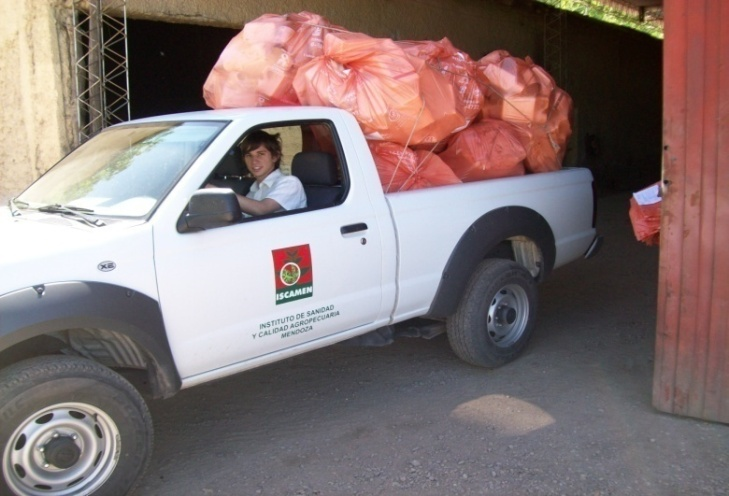 XE
ISCAMEN
INSTITUTO DE SANIDAD
Y CALIDAD AGROPECUARIA
MENDOZA